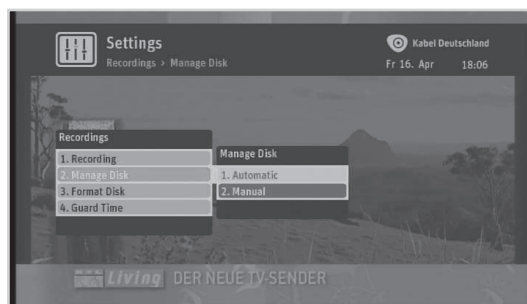 Settings
Recordings > Manage Disk
Kabel Deutschland
Fr 16. Apr 18:06
Recordings
1. Recording
2. Manage Disk
3. Format Disk
4. Guard Time
Manage Disk
1. Automatic
2. Manual
Living DER NEUE TV-SENDER